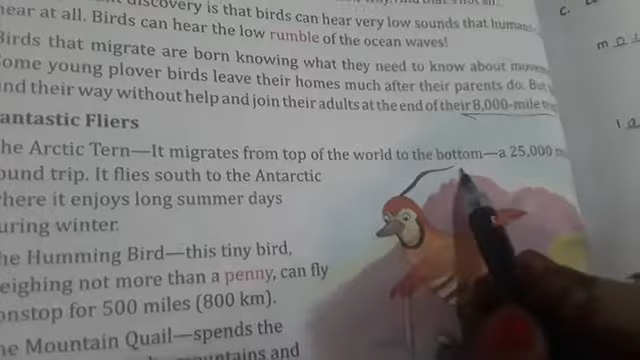 discovery is that birds can hear very low sounds that
hear at all. Birds can hear the low rumble of the ocean waves!
Birds that migrate are born knowing what they need to know about
ome young plover birds leave their homes much after their parents do. But
nd their way without help and join their adults at the end of their 8,000-mile
antastic Fliers
he Arctic Tern—It migrates from top of the world to the bottom—a 25,000
ound trip. It flies south to the Antarctic
here it enjoys long summer days
uring winter.
he Humming Bird—this tiny bird,
eighing not more than a penny, can fly
onstop for 500 miles (800 km).
he Mountain Quail—spends the
mountains and
c.